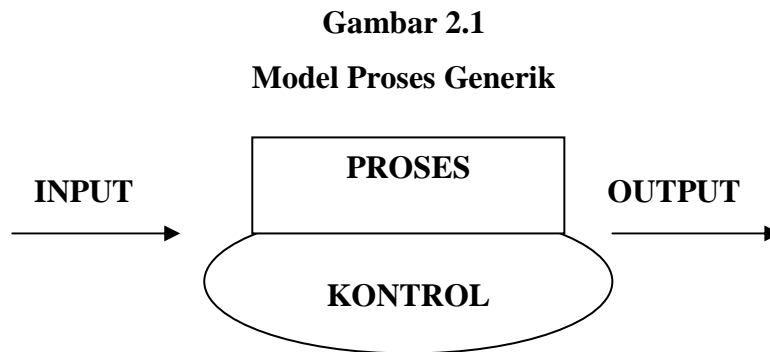 Gambar 2.1
Model Proses Generik
PROSES
INPUT
OUTPUT
KONTROL